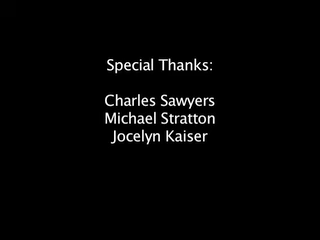 Special Thanks:
Charles Sawyers
Michael Stratton
Jocelyn Kaiser